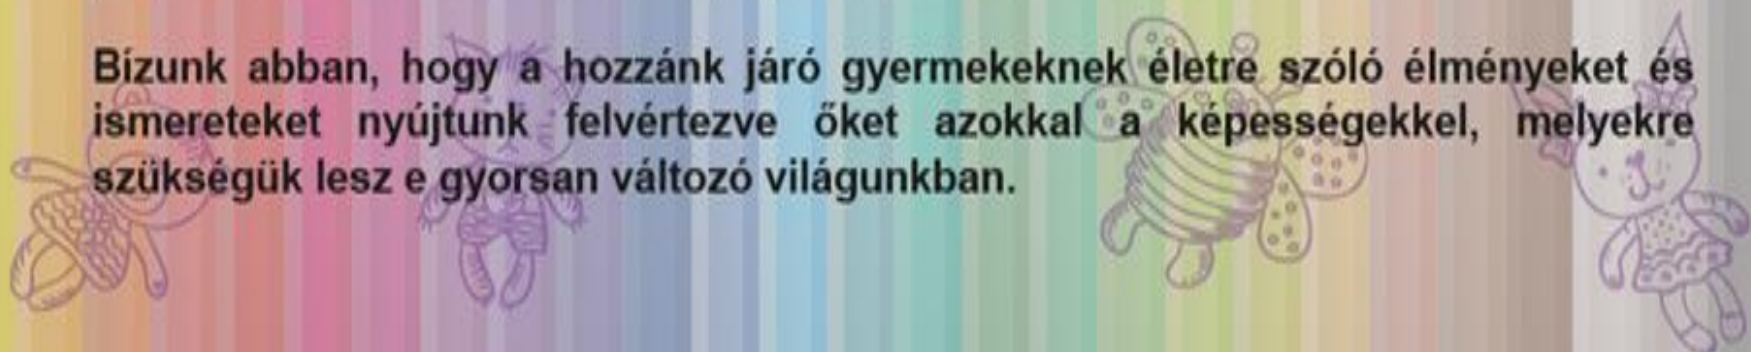 Bízunk abban, hogy a hozzánk járó gyermekeknek életre szóló élményeket és
ismereteket nyújtunk felvértezve őket azokkal a képességekkel, melyekre
szükségük lesz e gyorsan változó világunkban.